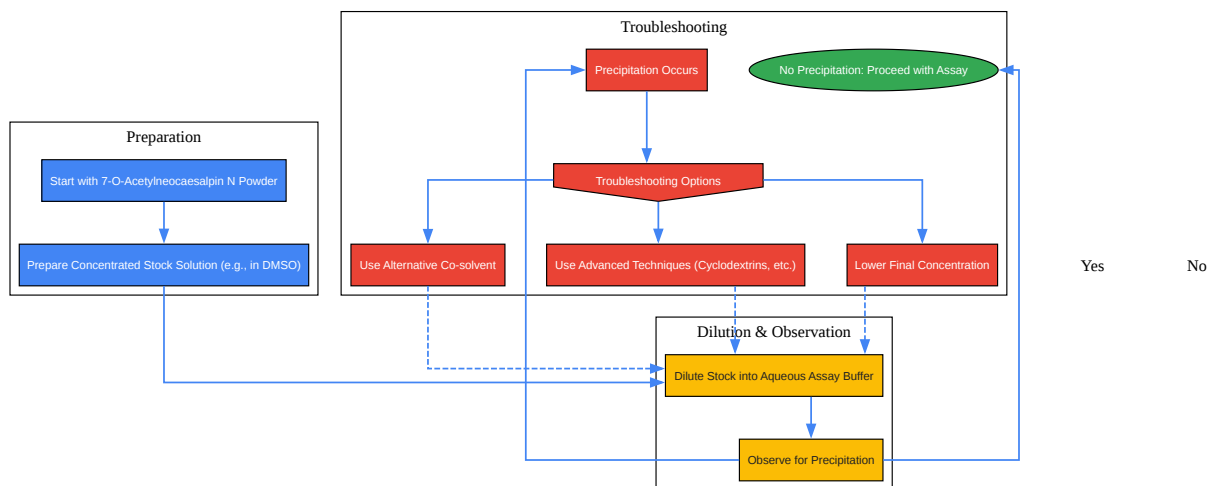 Troubleshooting
Precipitation Occurs
No Precipitation: Proceed with Assay
Preparation
Start with 7-O-Acetylneocaesalpin N Powder
Troubleshooting Options
Prepare Concentrated Stock Solution (e.g., in DMSO)
Use Alternative Co-solvent
Use Advanced Techniques (Cyclodextrins, etc.)
Lower Final Concentration
Yes
No
Dilution & Observation
Dilute Stock into Aqueous Assay Buffer
Observe for Precipitation